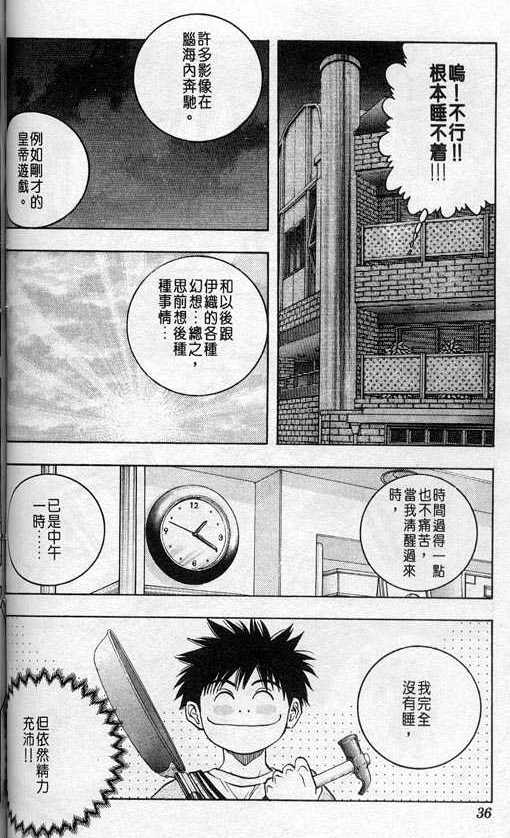 嗚！不行!!
根本睡
不着!!!
許多影像在
腦海內奔馳。
例如剛才的
皇帝遊戲。
和以後跟
伊織的各種
幻想…總之，
思前想後種
種事情…
時間過得一點
也不痛苦，
當我清醒過來
時，
12
已是中午
一時……
我完全
沒有睡，
但依然精力
充沛!!
36